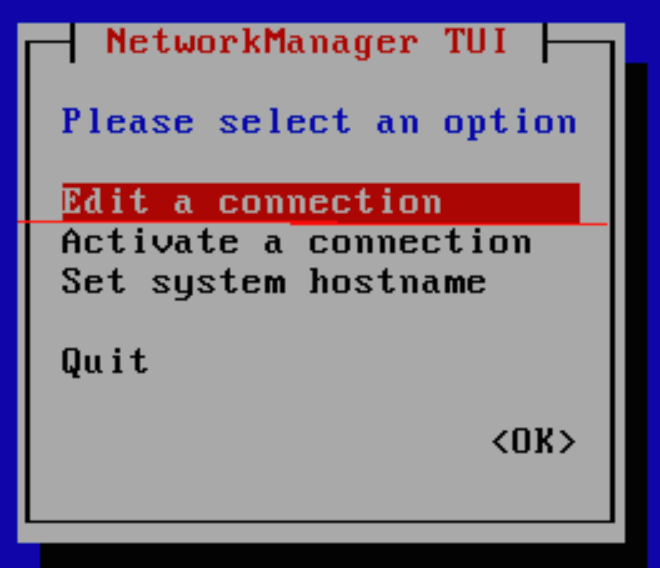 NetworkManager TUI
Please select an option
Edit a connection
Activate a connection
Set system hostname
Quit
<OK>